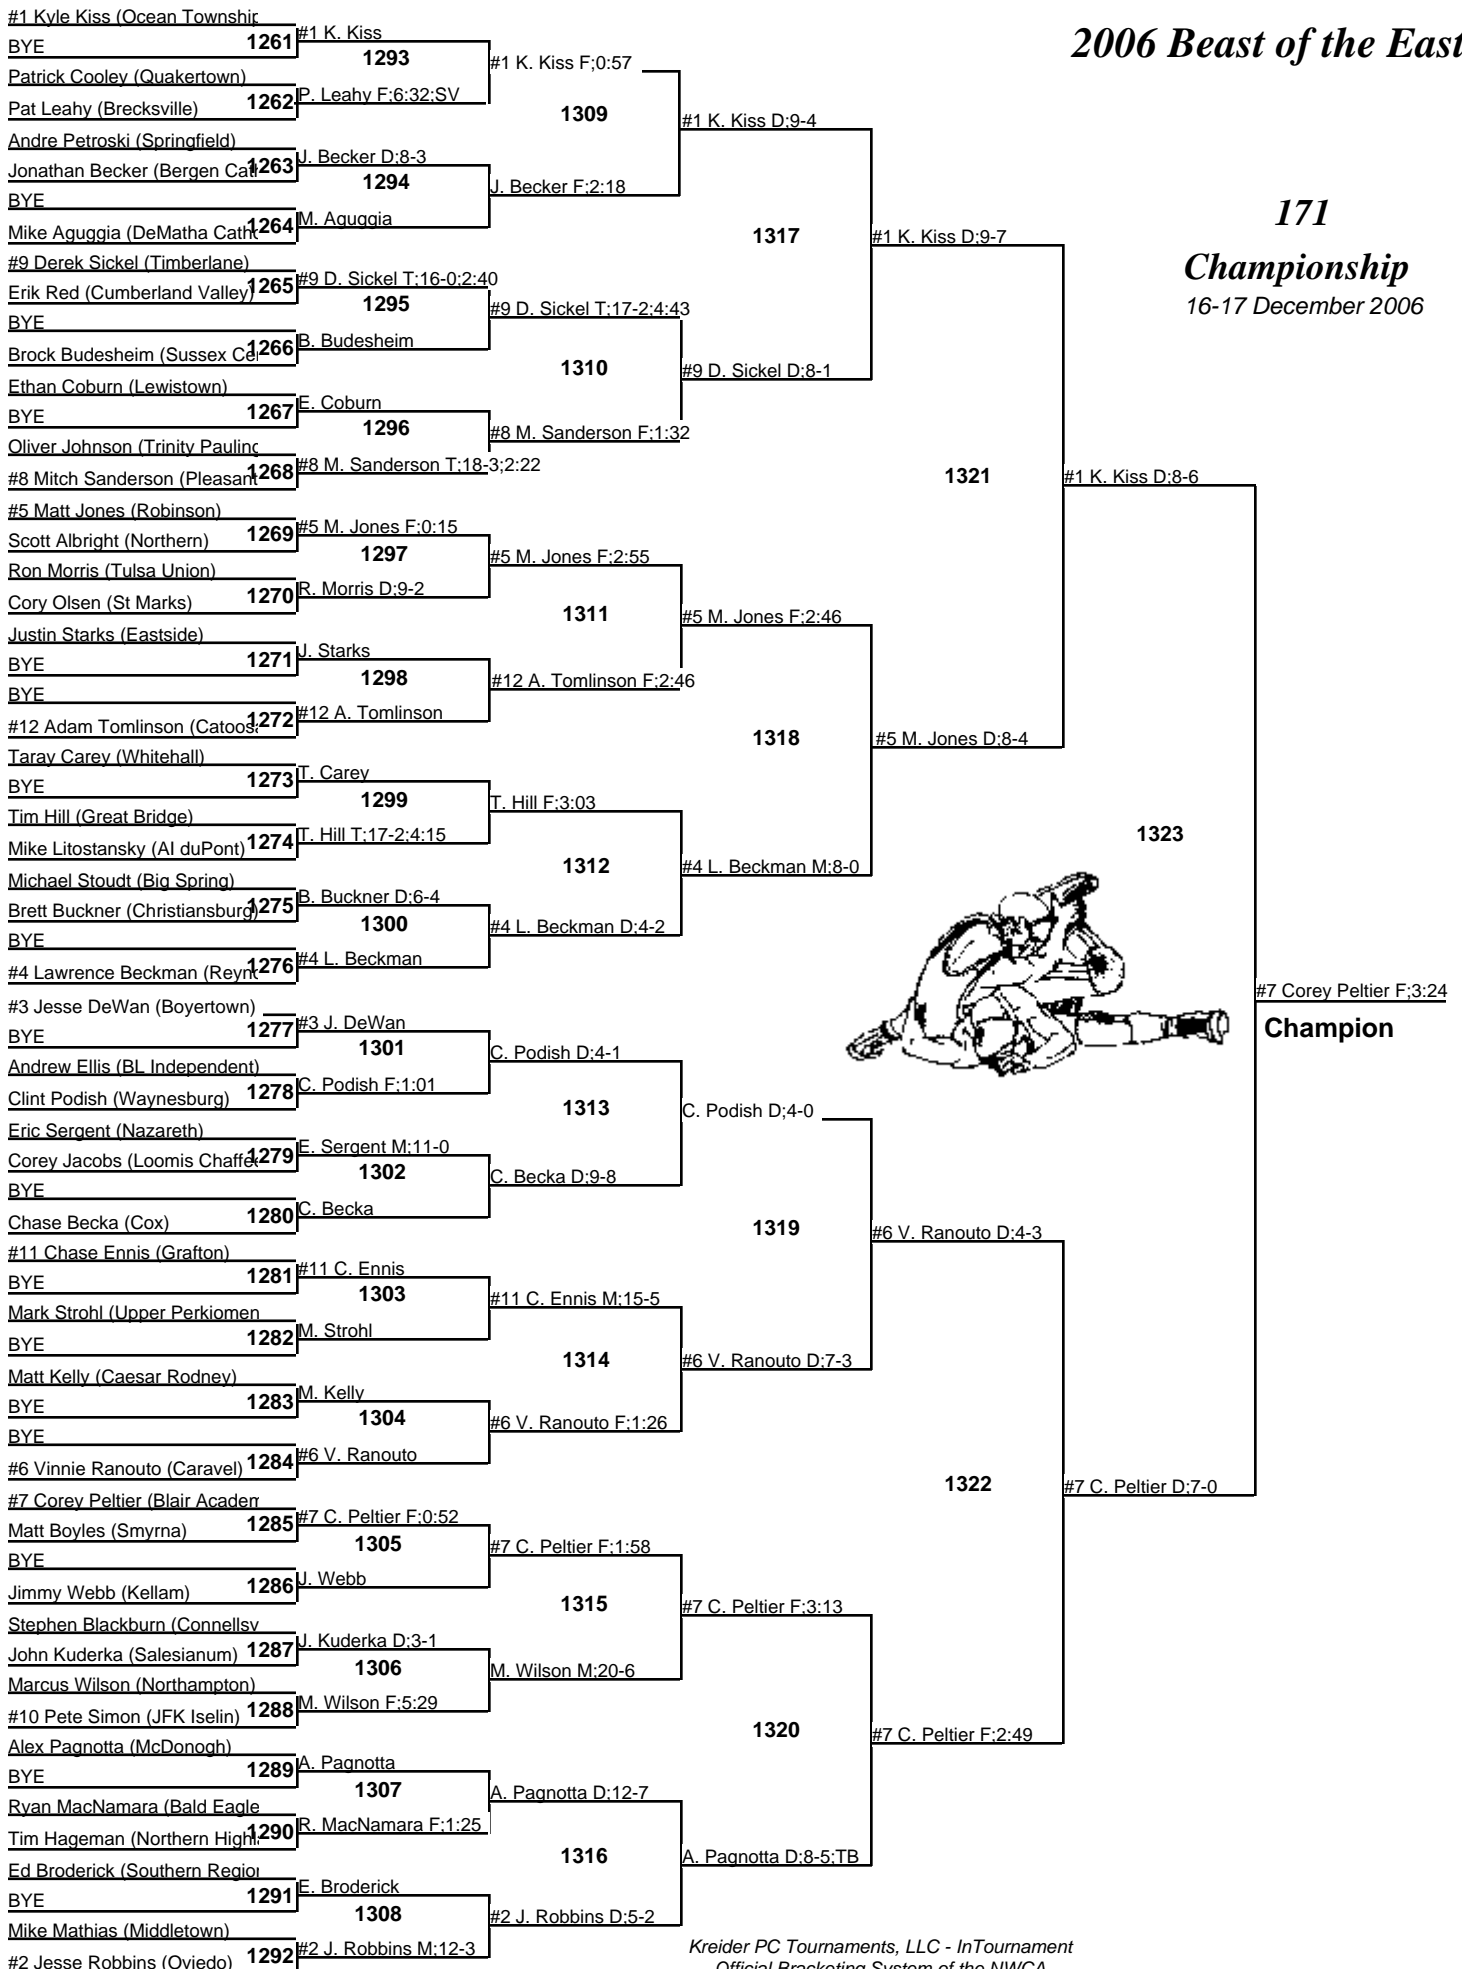 2006 Beast of the East
171
Championship
16-17 December 2006
#1 Kyle Kiss (Ocean Township
BYE
1261
Patrick Cooley (Quakertown)
Pat Leahy (Brecksville)
1262
Andre Petroski (Springfield)
Jonathan Becker (Bergen Cat
1263
BYE
Mike Aguggia (DeMatha Cath
1264
#9 Derek Sickel (Timberlane)
Erik Red (Cumberland Valley)
1265
BYE
Brock Budesheim (Sussex Ce
1266
Ethan Coburn (Lewistown)
BYE
1267
Oliver Johnson (Trinity Pauling
#8 Mitch Sanderson (Pleasant
1268
#5 Matt Jones (Robinson)
Scott Albright (Northern)
1269
Ron Morris (Tulsa Union)
Cory Olsen (St Marks)
1270
Justin Starks (Eastside)
BYE
1271
BYE
#12 Adam Tomlinson (Catoosa
1272
Taray Carey (Whitehall)
BYE
1273
Tim Hill (Great Bridge)
Mike Litostansky (AI duPont)
1274
Michael Stoudt (Big Spring)
Brett Buckner (Christiansburg)
1275
BYE
#4 Lawrence Beckman (Reyn
1276
#3 Jesse DeWan (Boyertown)
BYE
1277
Andrew Ellis (BL Independent)
Clint Podish (Waynesburg)
1278
Eric Sergent (Nazareth)
Corey Jacobs (Loomis Chaffe
1279
BYE
Chase Becka (Cox)
1280
#11 Chase Ennis (Grafton)
BYE
1281
Mark Strohl (Upper Perkiomen
BYE
1282
Matt Kelly (Caesar Rodney)
BYE
1283
BYE
#6 Vinnie Ranouto (Caravel)
1284
#7 Corey Peltier (Blair Academ
Matt Boyles (Smyrna)
1285
BYE
Jimmy Webb (Kellam)
1286
Stephen Blackburn (Connellsv
John Kuderka (Salesianum)
1287
Marcus Wilson (Northampton)
#10 Pete Simon (JFK Iselin)
1288
Alex Pagnotta (McDonogh)
BYE
1289
Ryan MacNamara (Bald Eagle
Tim Hageman (Northern Highl
1290
Ed Broderick (Southern Region
BYE
1291
Mike Mathias (Middletown)
#2 Jesse Robbins (Oviedo)
1292
#1 K. Kiss
1293
P. Leahy F;6:32;SV
J. Becker D;8-3
1294
M. Aguggia
#9 D. Sickel T;16-0;2:40
1295
B. Budesheim
E. Coburn
1296
#8 M. Sanderson T;18-3;2:22
#5 M. Jones F;0:15
1297
R. Morris D;9-2
J. Starks
1298
#12 A. Tomlinson
T. Carey
1299
T. Hill T;17-2;4:15
B. Buckner D;6-4
1300
#4 L. Beckman
#3 J. DeWan
1301
C. Podish F;1:01
E. Sergent M;11-0
1302
C. Becka
#11 C. Ennis
1303
M. Strohl
M. Kelly
1304
#6 V. Ranouto
#7 C. Peltier F;0:52
1305
J. Webb
J. Kuderka D;3-1
1306
M. Wilson F;5:29
A. Pagnotta
1307
R. MacNamara F;1:25
E. Broderick
1308
#2 J. Robbins M;12-3
#1 K. Kiss F;0:57
1309
J. Becker F;2:18
#9 D. Sickel T;17-2;4:43
1310
#8 M. Sanderson F;1:32
#5 M. Jones F;2:55
1311
#12 A. Tomlinson F;2:46
T. Hill F;3:03
1312
#4 L. Beckman D;4-2
C. Podish D;4-1
1313
C. Becka D;9-8
#11 C. Ennis M;15-5
1314
#6 V. Ranouto F;1:26
#7 C. Peltier F;1:58
1315
M. Wilson M;20-6
A. Pagnotta D;12-7
1316
#2 J. Robbins D;5-2
#1 K. Kiss D;9-4
1317
#9 D. Sickel D;8-1
#5 M. Jones F;2:46
1318
#4 L. Beckman M;8-0
C. Podish D;4-0
1319
#6 V. Ranouto D;7-3
#7 C. Peltier F;3:13
1320
A. Pagnotta D;8-5;TB
#1 K. Kiss D;9-7
1321
#5 M. Jones D;8-4
#6 V. Ranouto D;4-3
1322
#7 C. Peltier F;2:49
#1 K. Kiss D;8-6
1323
#7 C. Peltier D;7-0
#7 Corey Peltier F;3:24
Champion
Kreider PC Tournaments, LLC - InTournament
Official Bracketing System of the NWCA